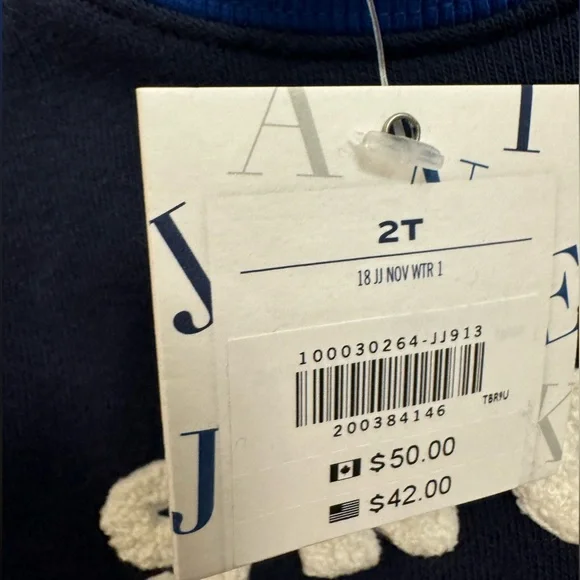 A I
J A N
2T
18 JJ NOV WTR 1
E
100030264-JJ913
200384146
TBR9U
J K
$50.00
$42.00